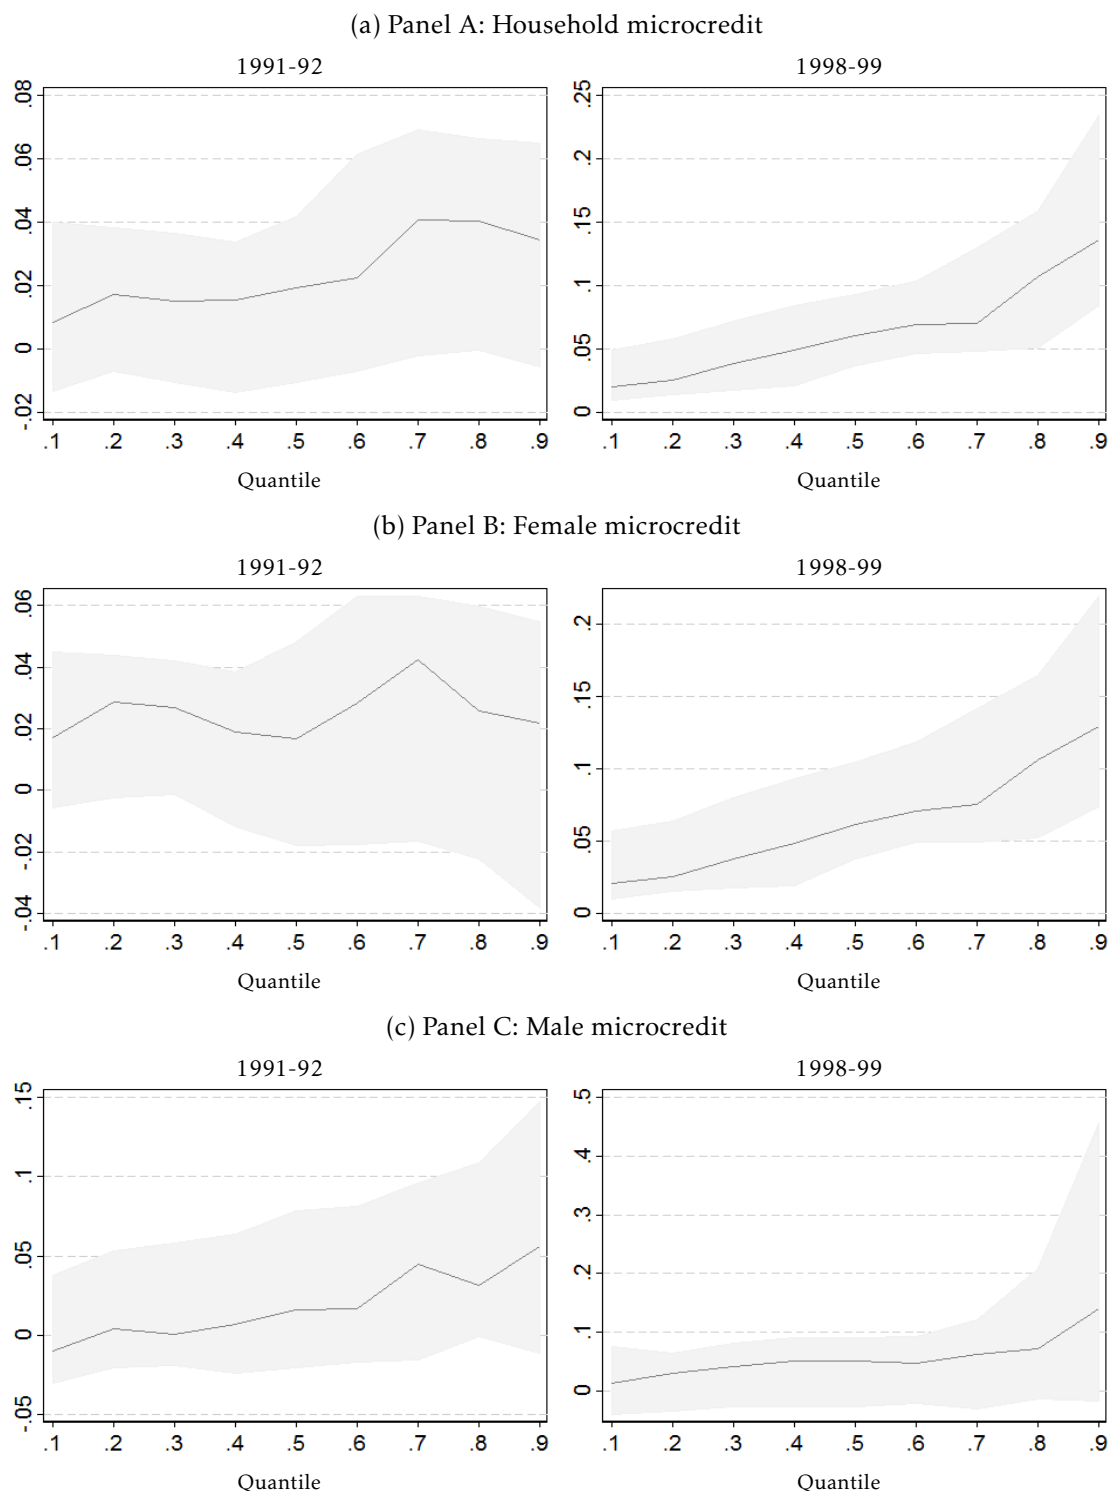 (a) Panel A: Household microcredit
1991-92
.08
.06
.04
.02
0
-.02
.1 .2 .3 .4 .5 .6 .7 .8 .9
Quantile
1998-99
.25
.2
.15
.1
.05
0
.1 .2 .3 .4 .5 .6 .7 .8 .9
Quantile
(b) Panel B: Female microcredit
1991-92
.06
.04
.02
0
-.02
-.04
.1 .2 .3 .4 .5 .6 .7 .8 .9
Quantile
1998-99
.2
.15
.1
.05
0
.1 .2 .3 .4 .5 .6 .7 .8 .9
Quantile
(c) Panel C: Male microcredit
1991-92
.15
.1
.05
0
-.05
.1 .2 .3 .4 .5 .6 .7 .8 .9
Quantile
1998-99
.5
.4
.3
.2
.1
0
.1 .2 .3 .4 .5 .6 .7 .8 .9
Quantile